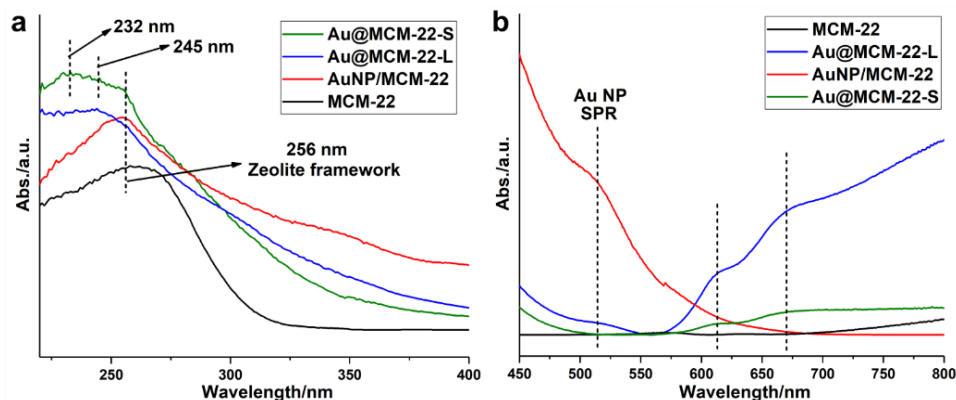 a
232 nm
245 nm
Au@MCM-22-S
Au@MCM-22-L
AuNP/MCM-22
MCM-22
256 nm
Zeolite framework
Abs./a.u.
250
300
350
400
Wavelength/nm
b
MCM-22
Au@MCM-22-L
AuNP/MCM-22
Au@MCM-22-S
Au NP
SPR
Abs./a.u.
450
500
550
600
650
700
750
800
Wavelength/nm